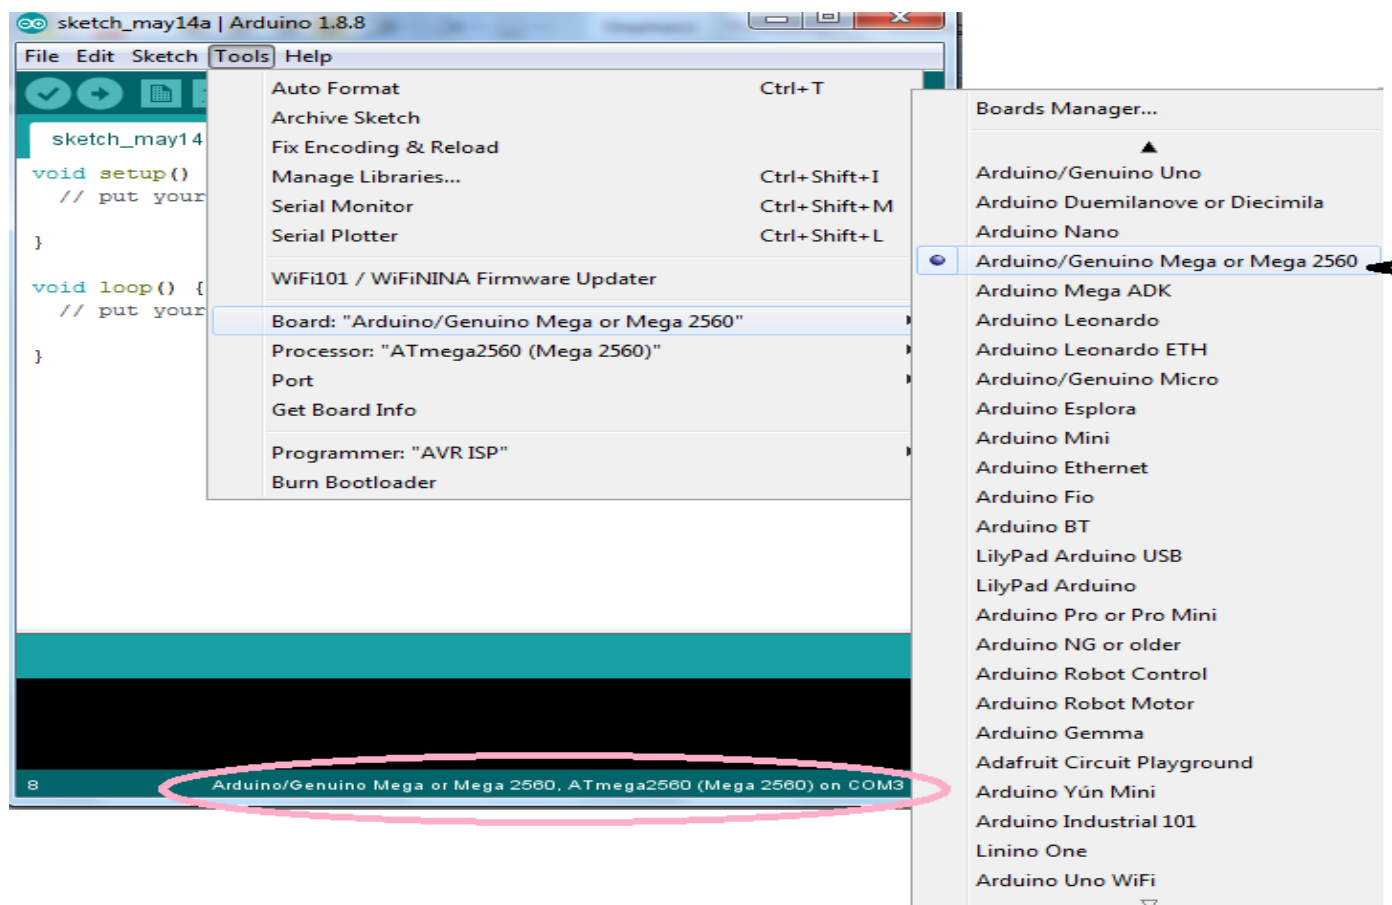 sketch_may14a | Arduino 1.8.8
File Edit Sketch Tools Help
sketch_may14
void setup()
// put your
}
void loop() {
// put your
}
Auto Format Ctrl+T
Archive Sketch
Fix Encoding & Reload
Manage Libraries... Ctrl+Shift+I
Serial Monitor Ctrl+Shift+M
Serial Plotter Ctrl+Shift+L
WiFi101 / WiFiNINA Firmware Updater
Board: "Arduino/Genuino Mega or Mega 2560"
Processor: "ATmega2560 (Mega 2560)"
Port
Get Board Info
Programmer: "AVR ISP"
Burn Bootloader
Boards Manager...
Arduino/Genuino Uno
Arduino Duemilanove or Diecimila
Arduino Nano
Arduino/Genuino Mega or Mega 2560
Arduino Mega ADK
Arduino Leonardo
Arduino Leonardo ETH
Arduino/Genuino Micro
Arduino Esplora
Arduino Mini
Arduino Ethernet
Arduino Fio
Arduino BT
LilyPad Arduino USB
LilyPad Arduino
Arduino Pro or Pro Mini
Arduino NG or older
Arduino Robot Control
Arduino Robot Motor
Arduino Gemma
Adafruit Circuit Playground
Arduino Yún Mini
Arduino Industrial 101
Linino One
Arduino Uno WiFi
8 Arduino/Genuino Mega or Mega 2560, ATmega2560 (Mega 2560) on COM3